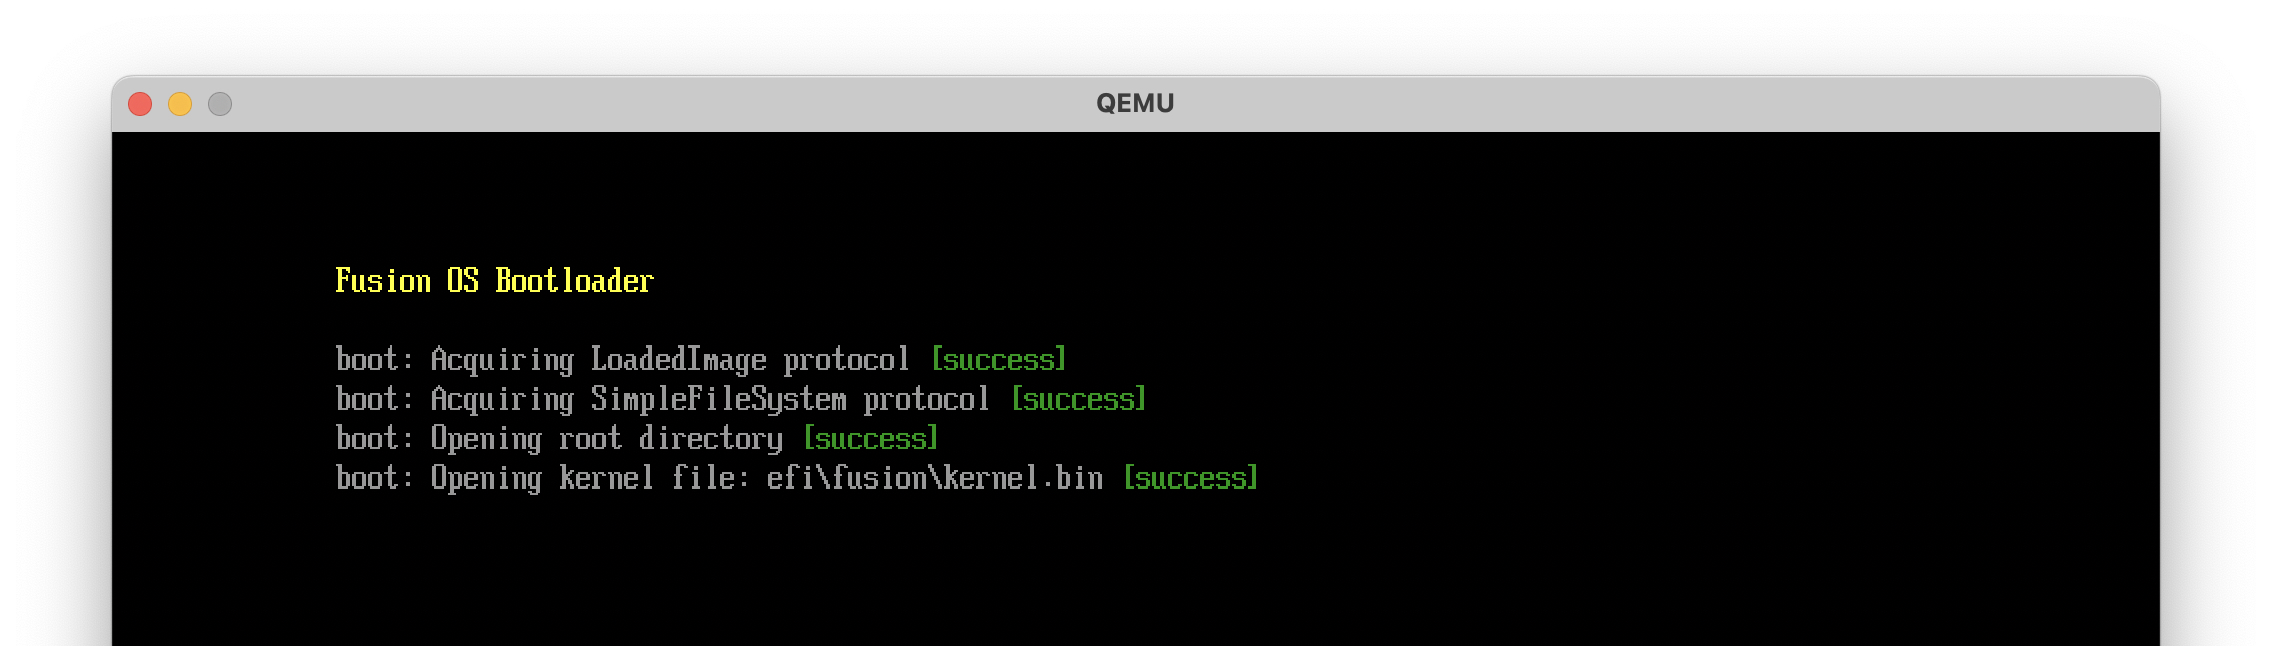 QEMU
Fusion OS Bootloader
boot: Acquiring LoadedImage protocol [success]
boot: Acquiring SimpleFileSystem protocol [success]
boot: Opening root directory [success]
boot: Opening kernel file: efi\fusion\kernel.bin [success]